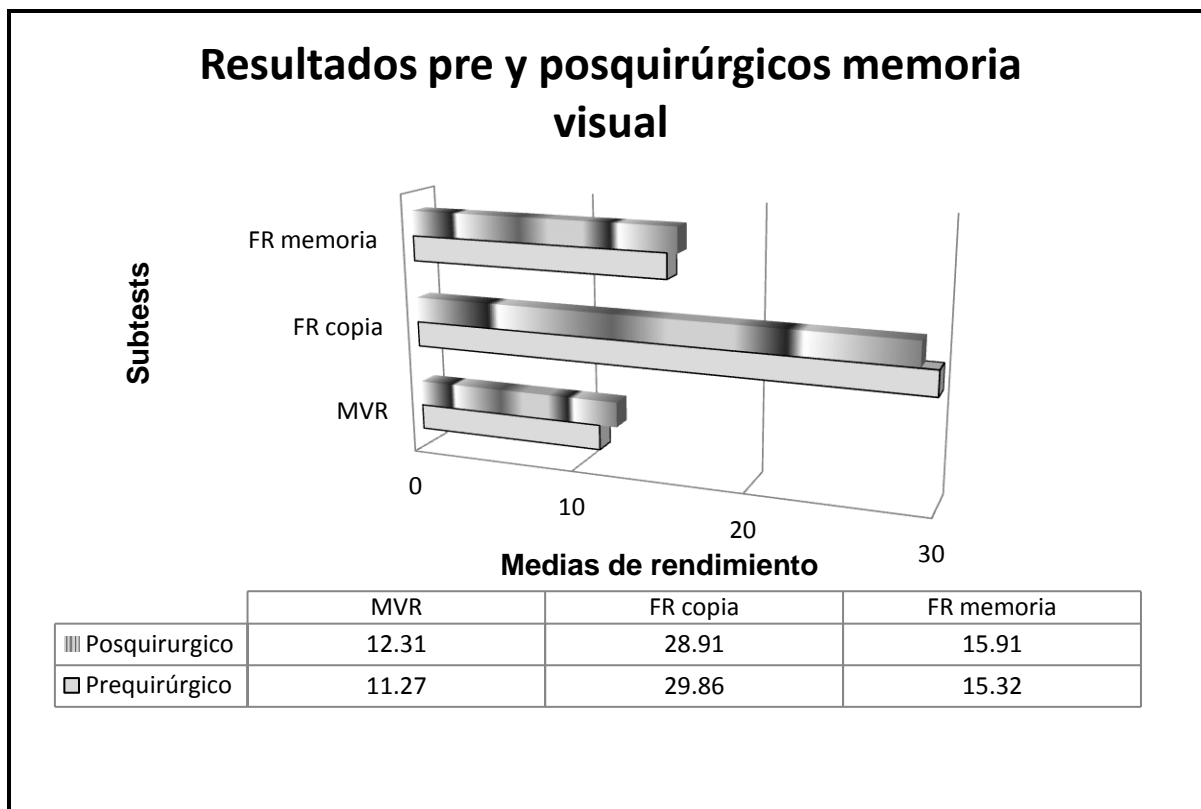 Resultados pre y posquirúrgicos memoria
visual
Subtests
FR memoria
FR copia
MVR
0
10
20
30
Medias de rendimiento
MVR FR copia FR memoria
Posquirurgico 12.31 28.91 15.91
Prequirúrgico 11.27 29.86 15.32